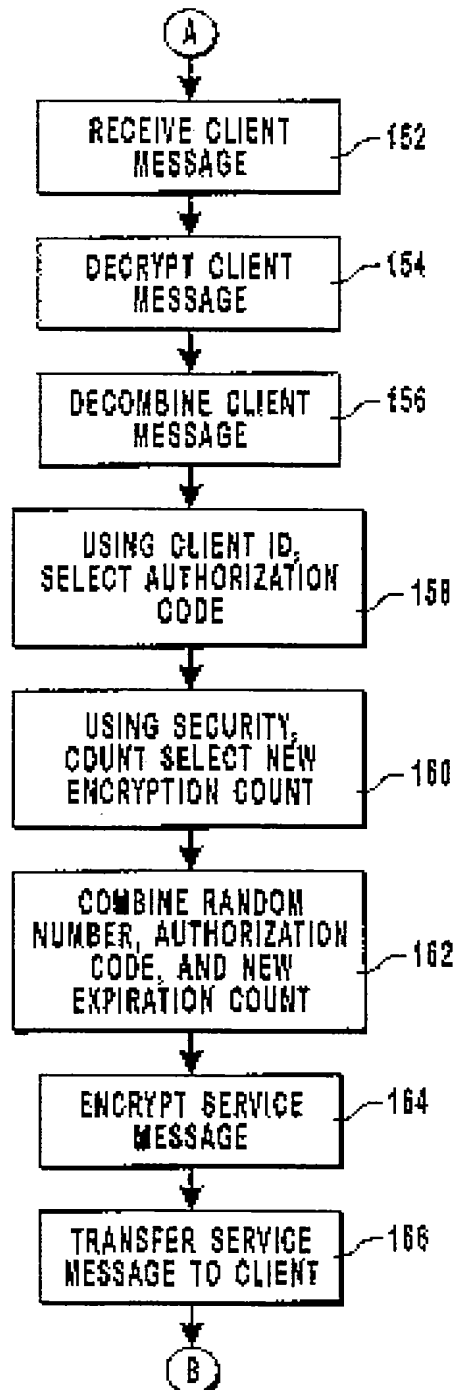 A
RECEIVE CLIENT
MESSAGE
152
DECRYPT CLIENT
MESSAGE
154
DECOMBINE CLIENT
MESSAGE
156
USING CLIENT ID,
SELECT AUTHORIZATION
CODE
158
USING SECURITY,
COUNT SELECT NEW
ENCRYPTION COUNT
160
COMBINE RANDOM
NUMBER, AUTHORIZATION
CODE, AND NEW
EXPIRATION COUNT
162
ENCRYPT SERVICE
MESSAGE
164
TRANSFER SERVICE
MESSAGE TO CLIENT
166
B